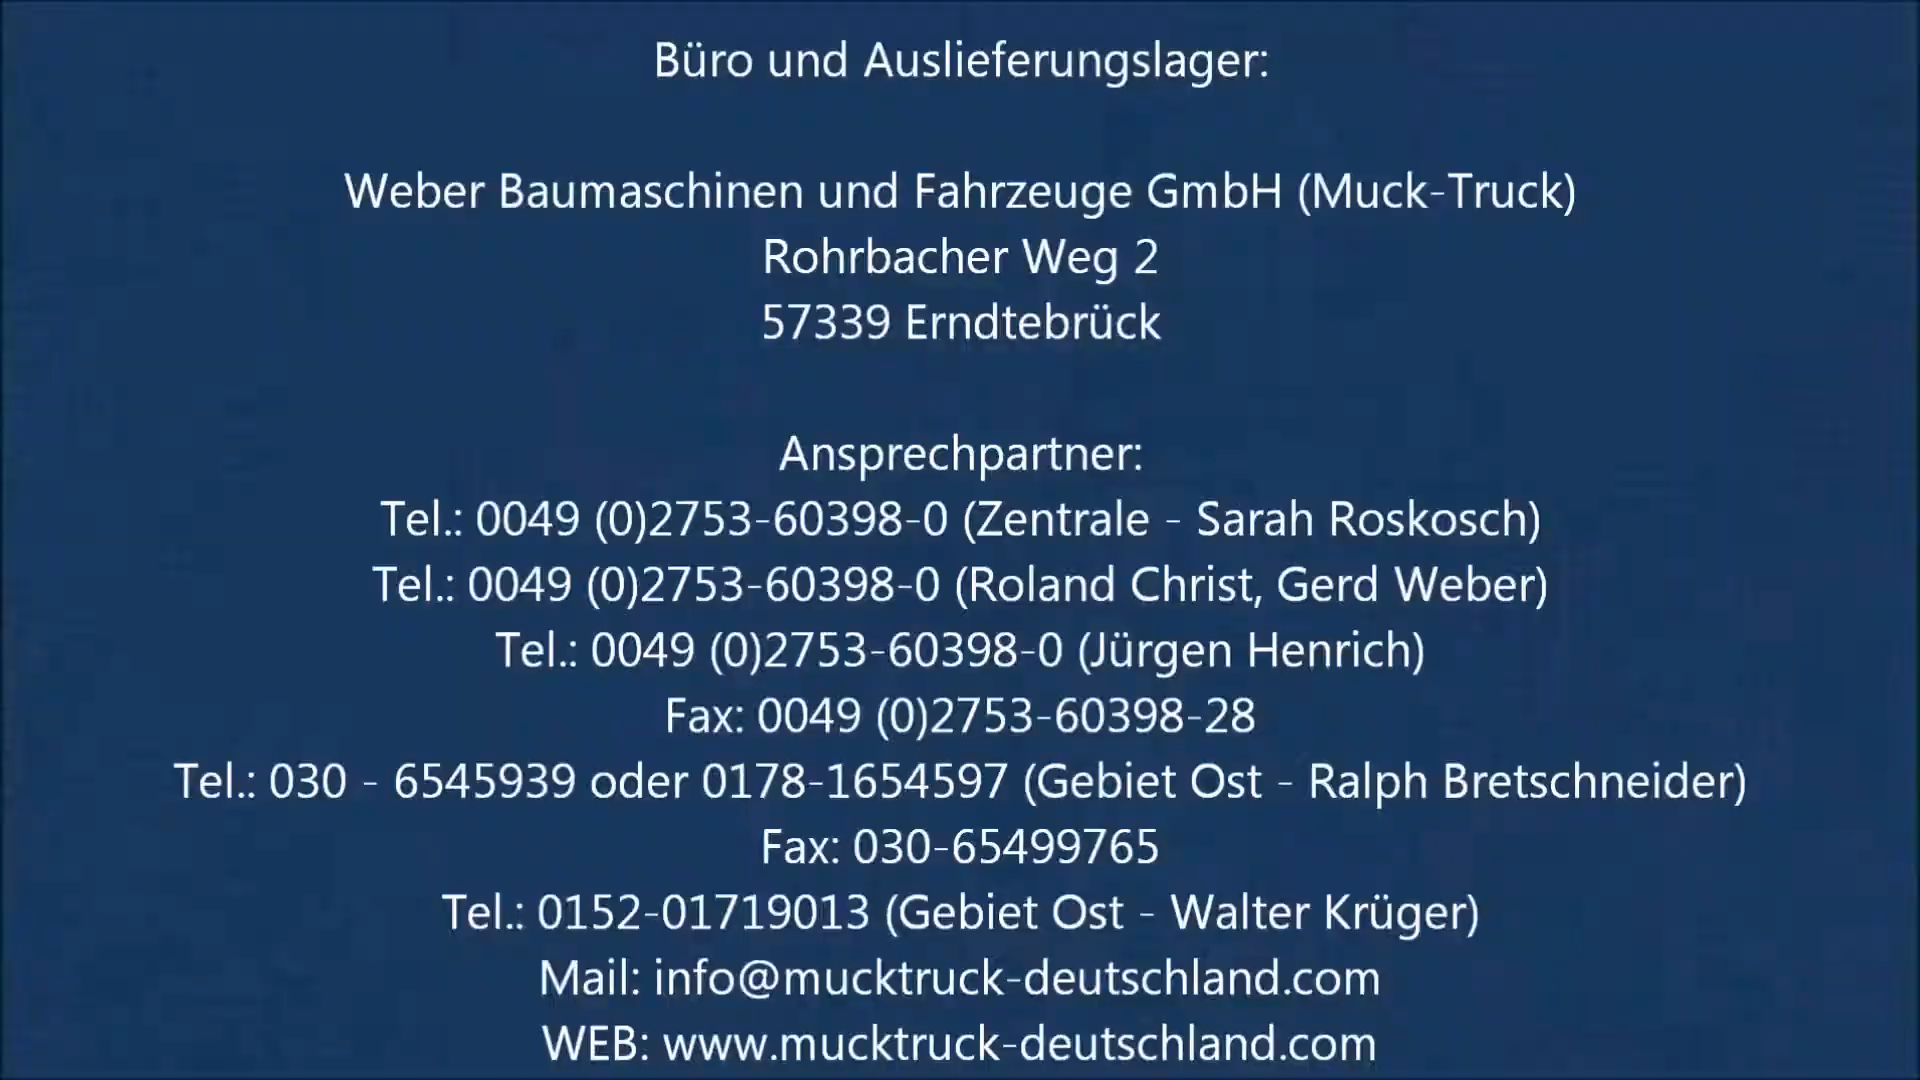 Büro und Auslieferungslager:
Weber Baumaschinen und Fahrzeuge GmbH (Muck-Truck)
Rohrbacher Weg 2
57339 Erndtebrück
Ansprechpartner:
Tel.: 0049 (0)2753-60398-0 (Zentrale - Sarah Roskosch)
Tel.: 0049 (0)2753-60398-0 (Roland Christ, Gerd Weber)
Tel.: 0049 (0)2753-60398-0 (Jürgen Henrich)
Fax: 0049 (0)2753-60398-28
Tel.: 030 - 6545939 oder 0178-1654597 (Gebiet Ost - Ralph Bretschneider)
Fax: 030-65499765
Tel.: 0152-01719013 (Gebiet Ost - Walter Krüger)
Mail: info@mucktruck-deutschland.com
WEB: www.mucktruck-deutschland.com